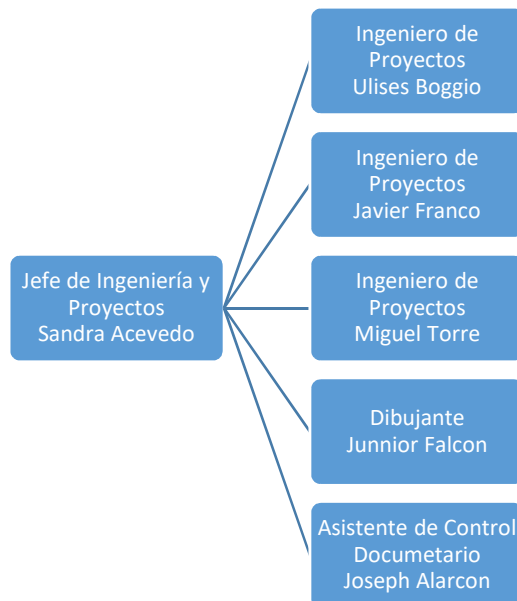 Ingeniero de
Proyectos
Ulises Boggio
Ingeniero de
Proyectos
Javier Franco
Jefe de Ingeniería y
Proyectos
Sandra Acevedo
Ingeniero de
Proyectos
Miguel Torre
Dibujante
Junnior Falcon
Asistente de Control
Documetario
Joseph Alarcon